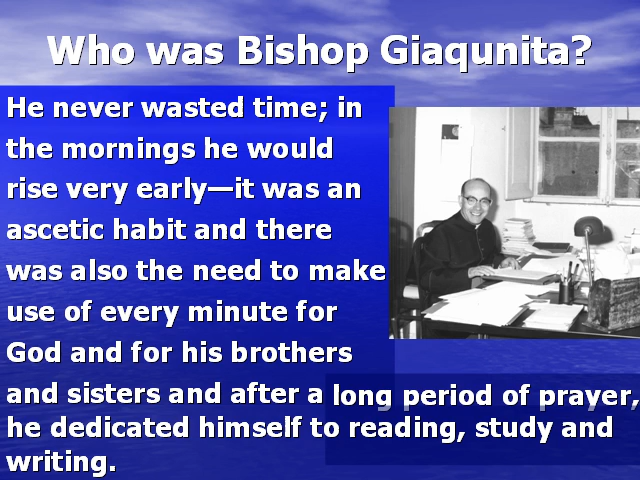 Who was Bishop Giaqunita?
He never wasted time; in
the mornings he would
rise very early—it was an
ascetic habit and there
was also the need to make
use of every minute for
God and for his brothers
and sisters and after a long period of prayer,
he dedicated himself to reading, study and
writing.